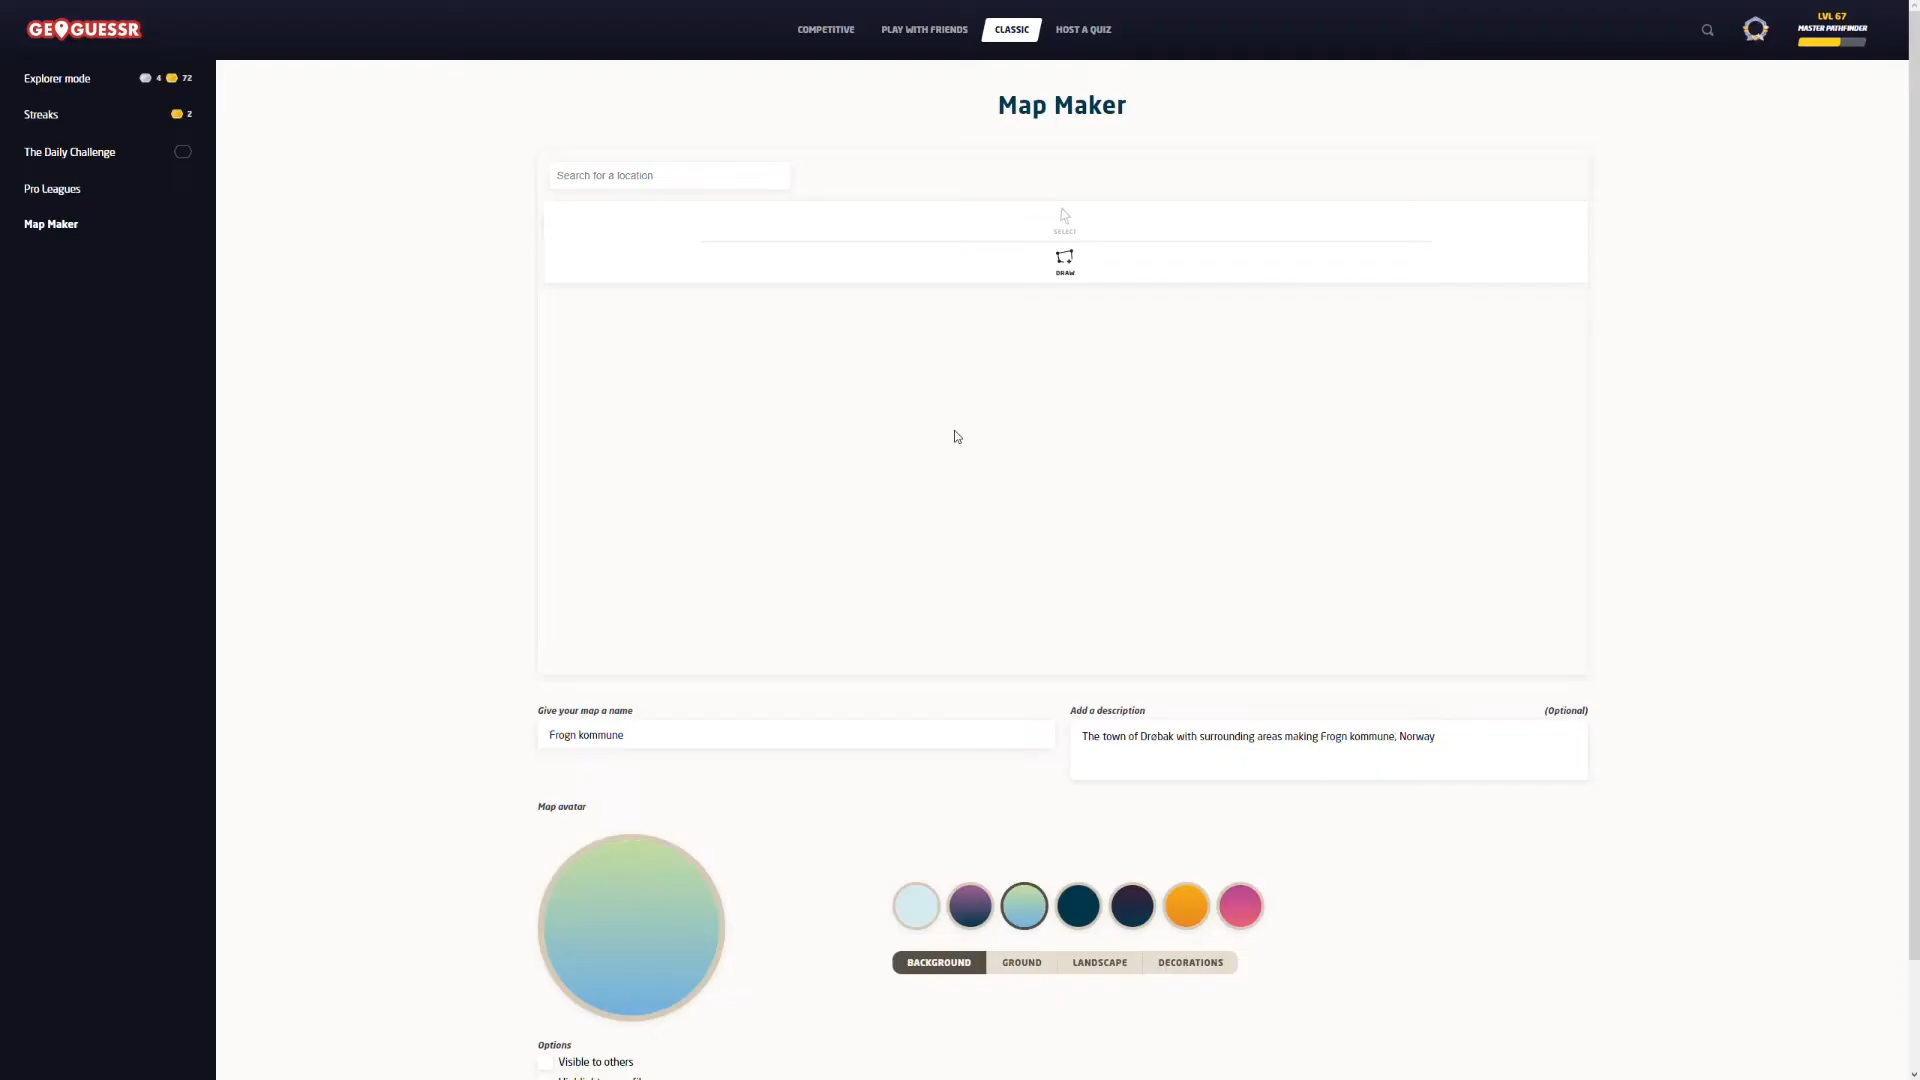 GEOGUESSR
COMPETITIVE
PLAY WITH FRIENDS
CLASSIC
HOST A QUIZ
LVL 67
MASTER PATHFINDER
Explorer mode 4 72
Streaks 2
The Daily Challenge
Pro Leagues
Map Maker
Map Maker
Search for a location
SELECT
DRAW
Give your map a name
Frogn kommune
Add a description (Optional)
The town of Drøbak with surrounding areas making Frogn kommune, Norway
Map avatar
BACKGROUND GROUND LANDSCAPE DECORATIONS
Options
Visible to others